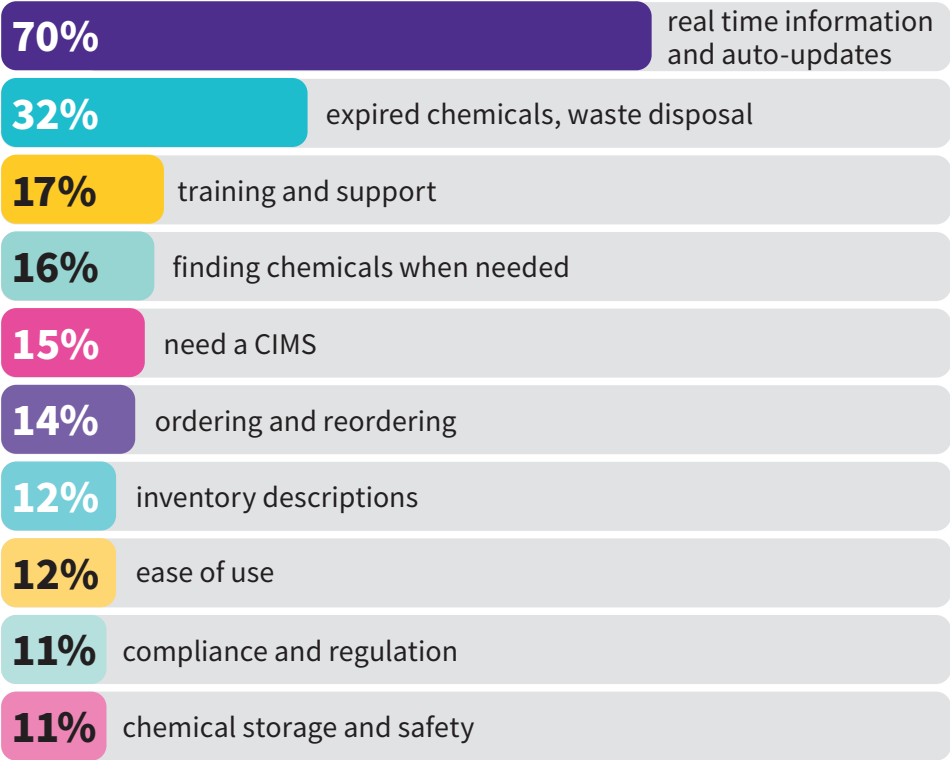 70%
real time information
and auto-updates
32%
expired chemicals, waste disposal
17%
training and support
16%
finding chemicals when needed
15%
need a CIMS
14%
ordering and reordering
12%
inventory descriptions
12%
ease of use
11%
compliance and regulation
11%
chemical storage and safety